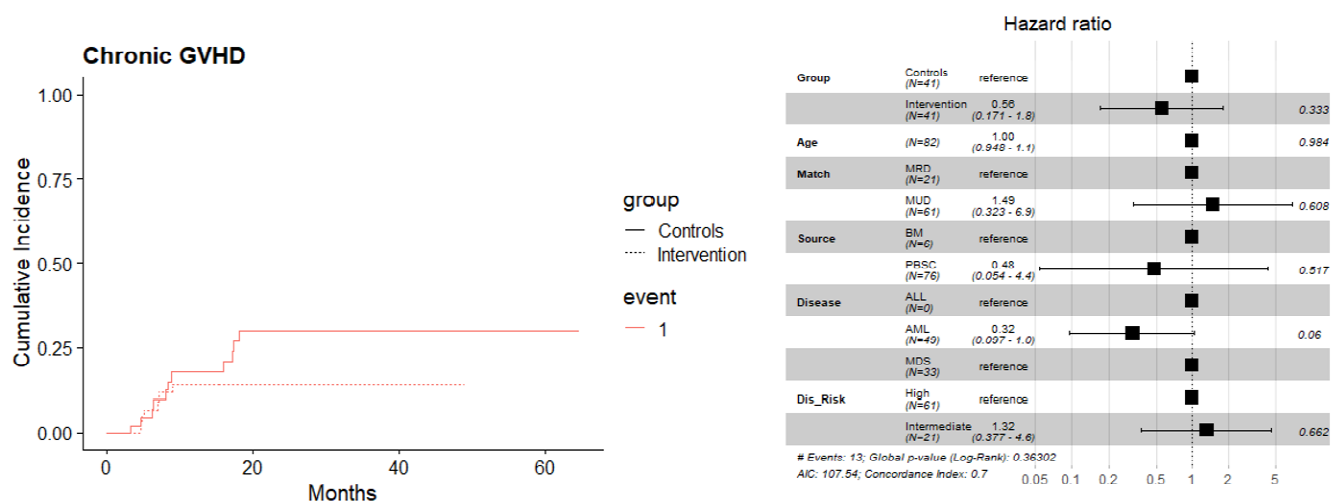 Chronic GVHD
1.00
0.75
0.50
0.25
0.00
Cumulative Incidence
0 20 40 60
Months
group
Controls
Intervention
event
1
Hazard ratio
Group Controls (N=41) reference
Intervention (N=41) 0.56 (0.171 - 1.8) 0.333
Age (N=82) 1.00 (0.948 - 1.1) 0.984
Match MRD (N=21) reference
MUD (N=61) 1.49 (0.323 - 6.9) 0.608
Source BM (N=6) reference
PBSC (N=76) 0.48 (0.054 - 4.4) 0.517
Disease ALL (N=0) reference
AML (N=49) 0.32 (0.097 - 1.0) 0.06
MDS (N=33) reference
Dis_Risk High (N=61) reference
Intermediate (N=21) 1.32 (0.377 - 4.6) 0.662
# Events: 13; Global p-value (Log-Rank): 0.36302
AIC: 107.54; Concordance Index: 0.7
0.05 0.1 0.2 0.5 1 2 5